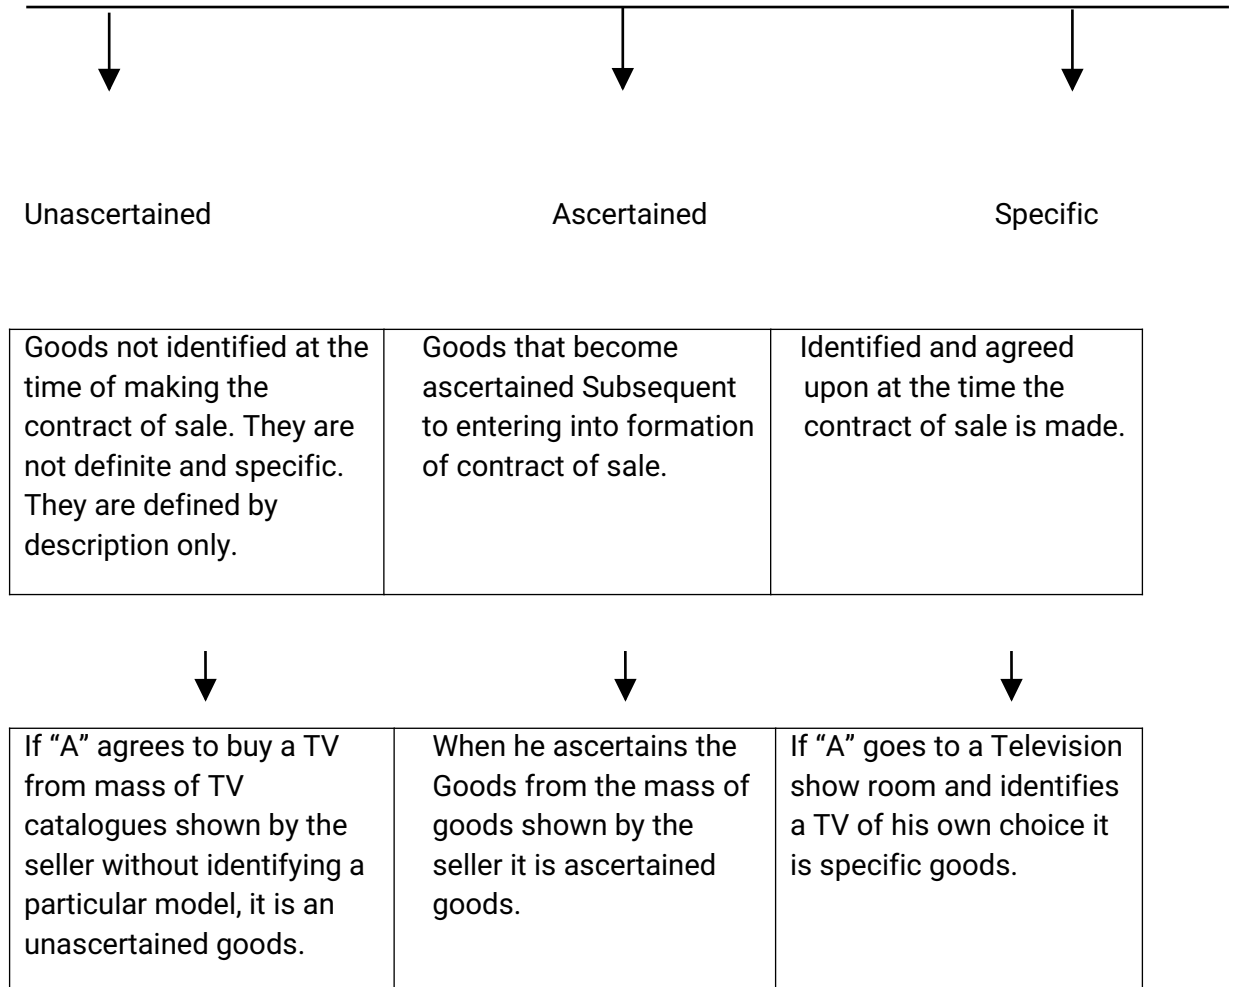 Unascertained
Ascertained
Specific
Goods not identified at the
time of making the
contract of sale. They are
not definite and specific.
They are defined by
description only.
Goods that become
ascertained Subsequent
to entering into formation
of contract of sale.
Identified and agreed
upon at the time the
contract of sale is made.
If “A” agrees to buy a TV
from mass of TV
catalogues shown by the
seller without identifying a
particular model, it is an
unascertained goods.
When he ascertains the
Goods from the mass of
goods shown by the
seller it is ascertained
goods.
If “A” goes to a Television
show room and identifies
a TV of his own choice it
is specific goods.